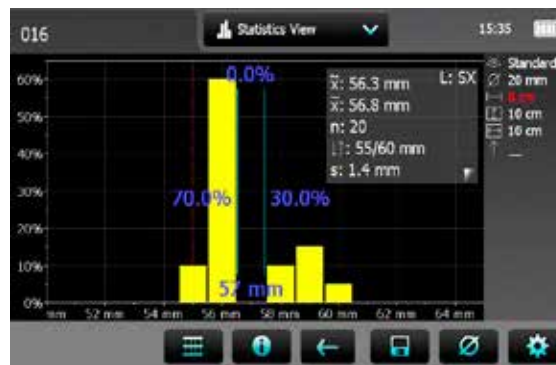 016
Statistics View
15:35
60%
50%
40%
30%
20%
10%
0%
0.0%
70.0%
30.0%
57 mm
mm
52 mm
54 mm
56 mm
58 mm
60 mm
62 mm
64 mm
x̃: 56.3 mm
L: SX
x̄: 56.8 mm
n: 20
↓↑: 55/60 mm
s: 1.4 mm
Standard
Ø 20 mm
10 cm
10 cm